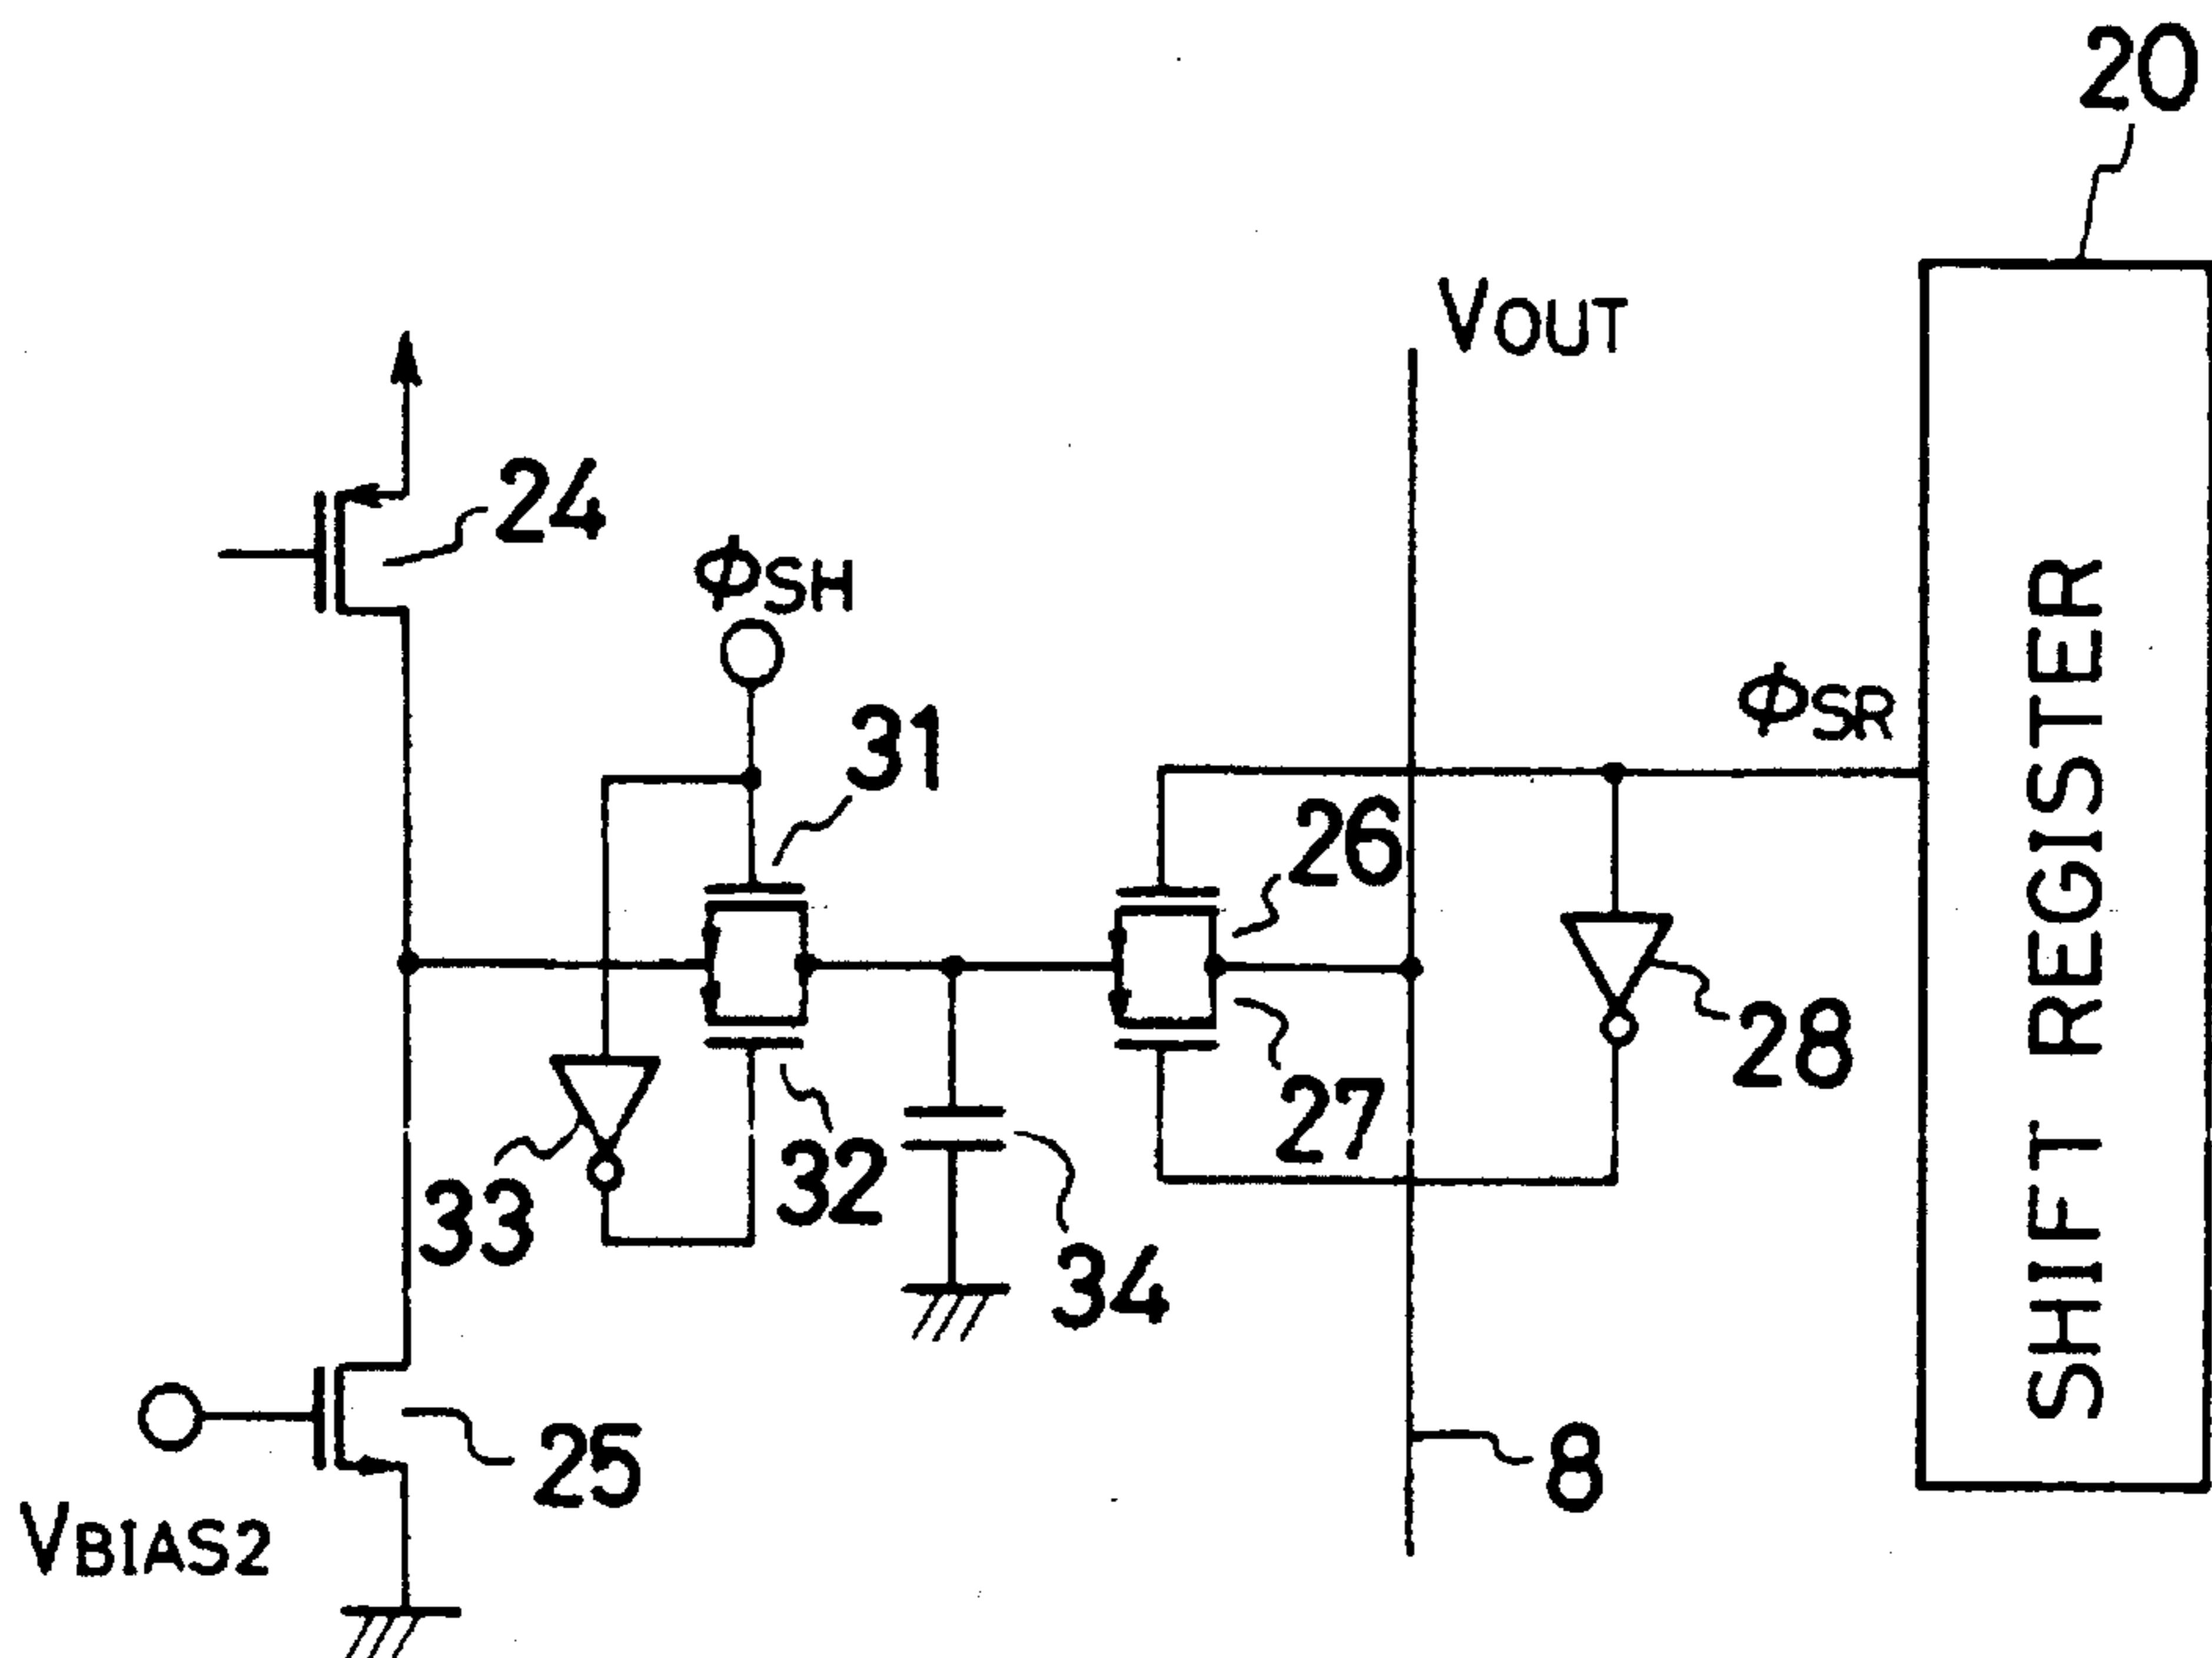 20
VOUT
24
ΦSH
31
ΦSR
26
28
27
32
33
34
25
8
VBIAS2
SHIFT REGISTER